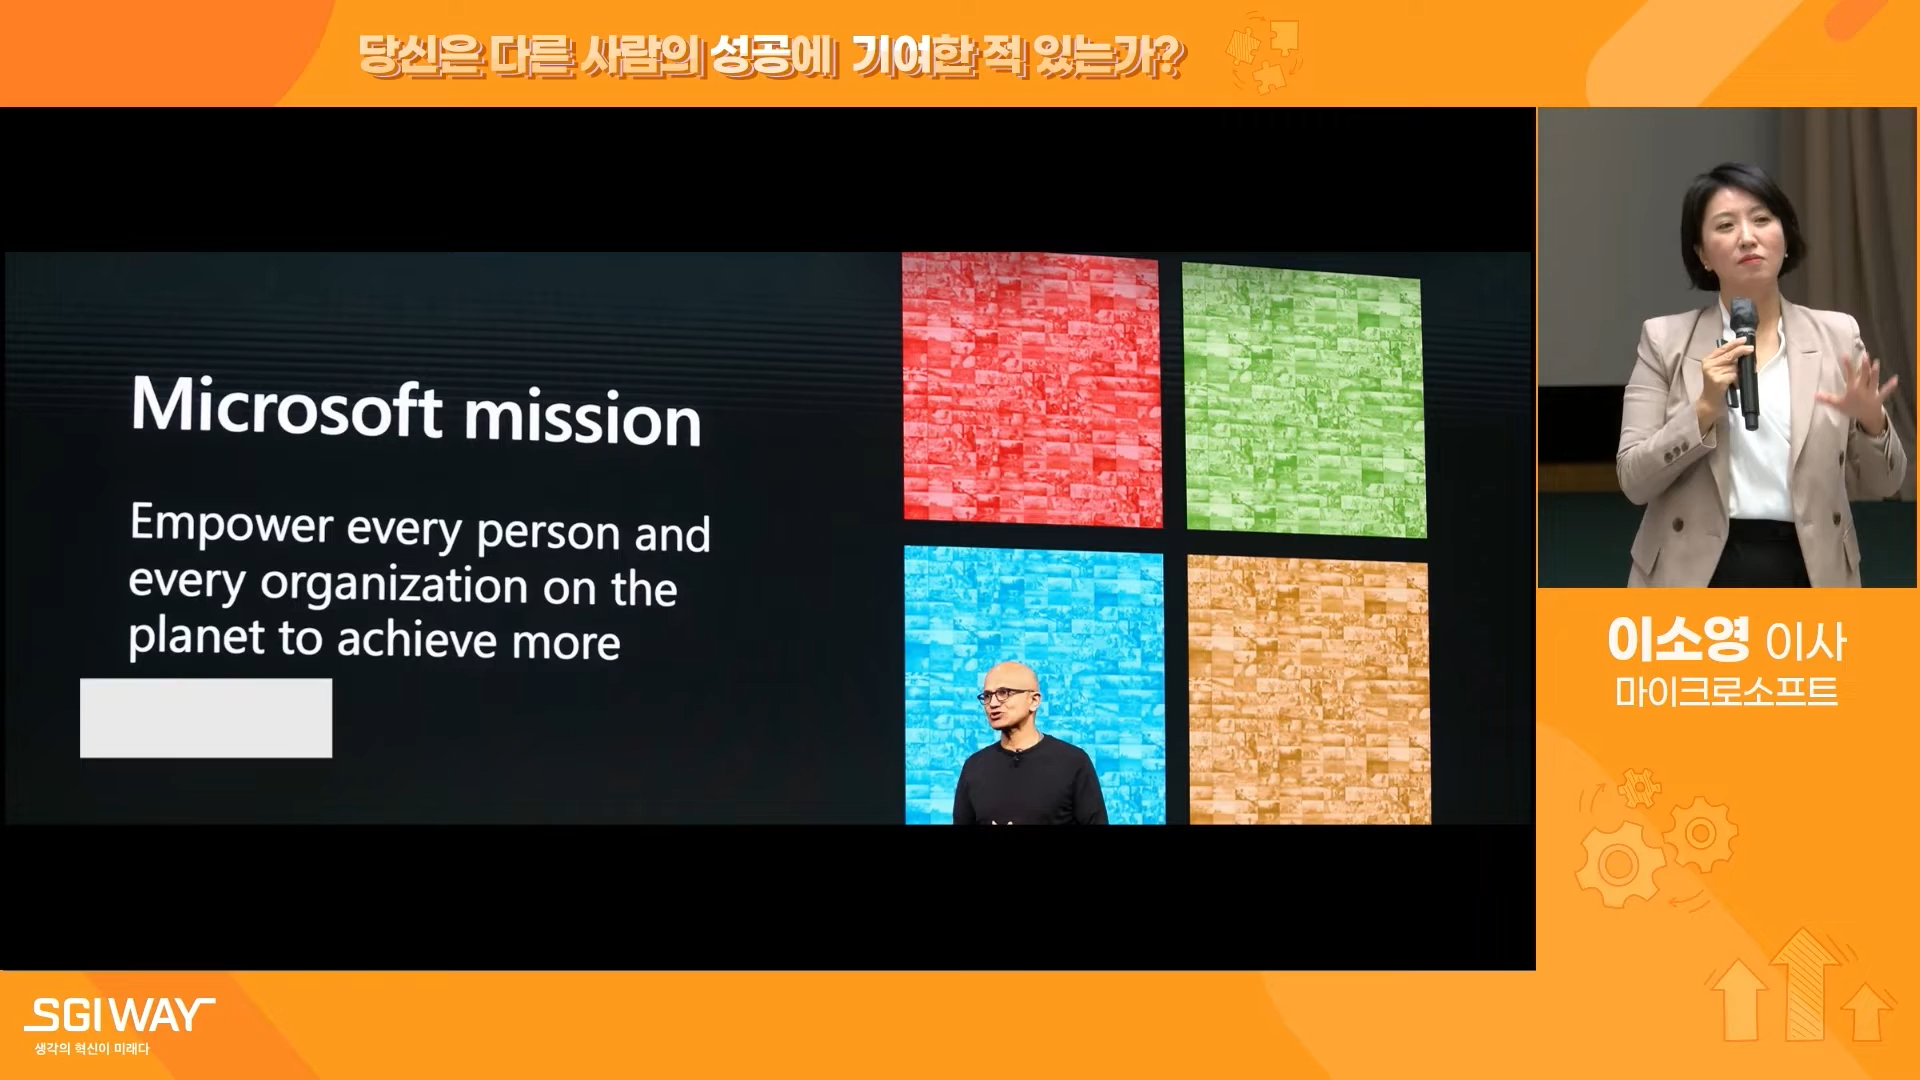 당신은 다른 사람의 성공에 기여한 적 있는가?
Microsoft mission
Empower every person and
every organization on the
planet to achieve more
이소영 이사
마이크로소프트
SGI WAY
생각의 혁신이 미래다